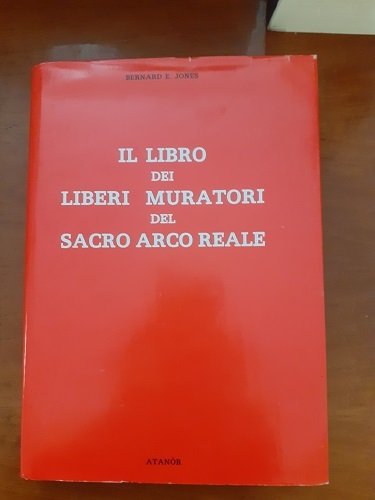 BERNARD E. JONES
IL LIBRO
DEI
LIBERI MURATORI
DEL
SACRO ARCO REALE
ATANÒR